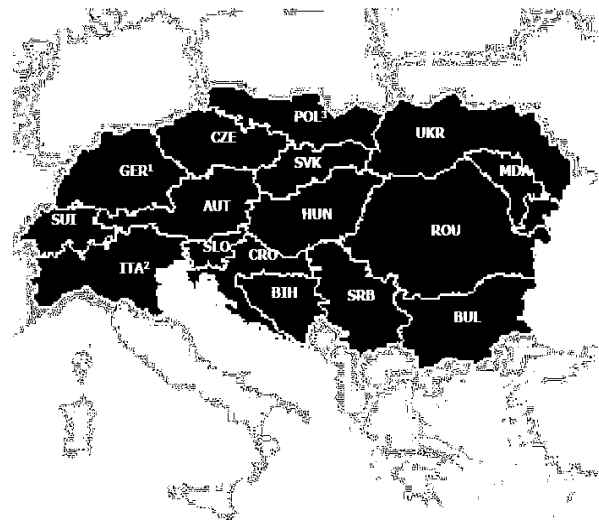 POL³
CZE
UKR
GER¹
SVK
MDA
AUT
HUN
SUI
ROU
SLO
CRO
ITA²
BIH
SRB
BUL